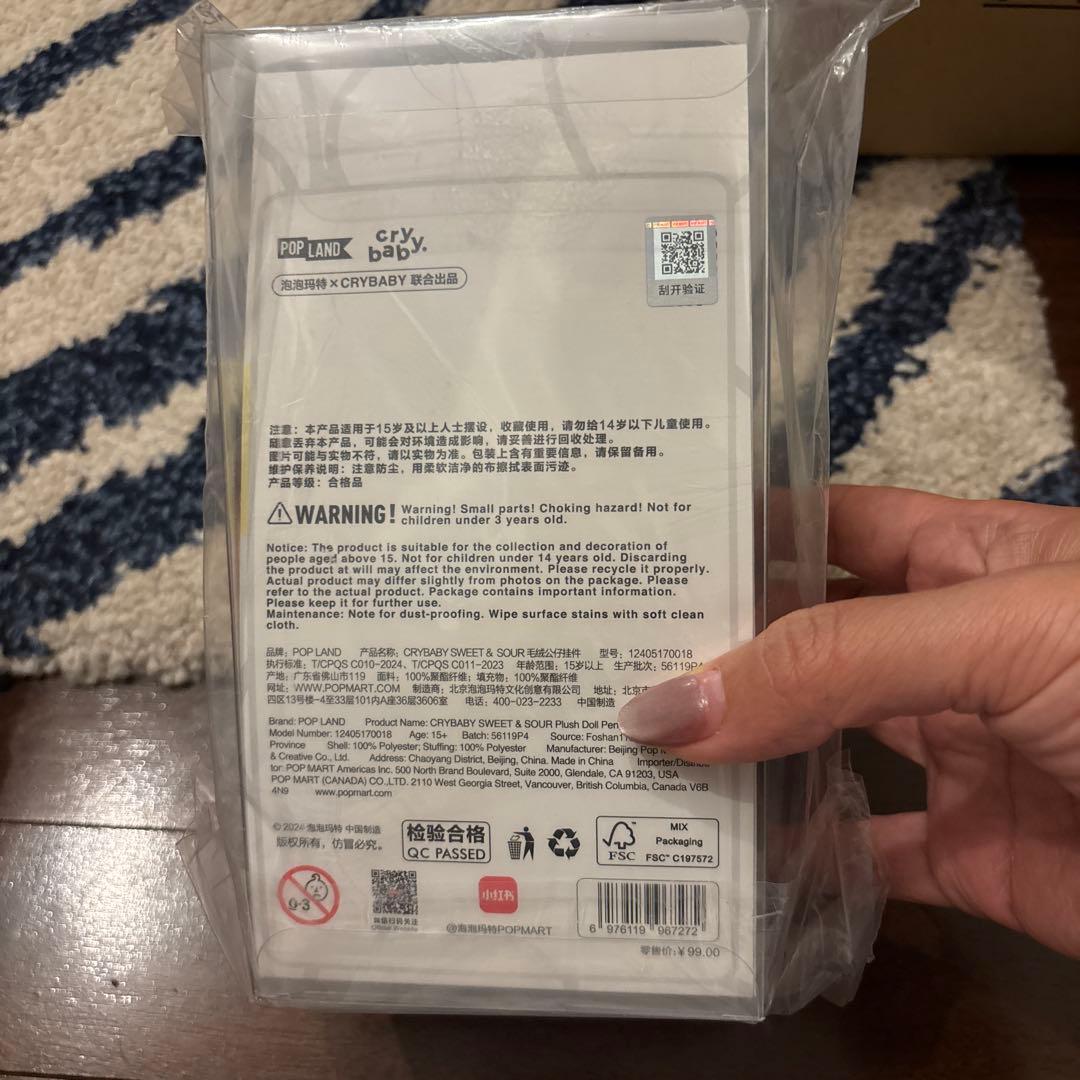 POP LAND
cry baby.
泡泡玛特×CRYBABY 联合出品
刮开验证
注意：本产品适用于15岁及以上人士摆设，收藏使用，请勿给14岁以下儿童使用。
随意丢弃本产品，可能会对环境造成影响，请妥善进行回收处理。
图片可能与实物不符，请以实物为准。包装上含有重要信息，请保留备用。
维护保养说明：注意防尘，用柔软洁净的布擦拭表面污迹。
产品等级：合格品
WARNING! Warning! Small parts! Choking hazard! Not for
children under 3 years old.
Notice: The product is suitable for the collection and decoration of
people aged above 15. Not for children under 14 years old. Discarding
the product at will may affect the environment. Please recycle it properly.
Actual product may differ slightly from photos on the package. Please
refer to the actual product. Package contains important information.
Please keep it for further use.
Maintenance: Note for dust-proofing. Wipe surface stains with soft clean
cloth.
品牌：POP LAND 产品名称：CRYBABY SWEET & SOUR 毛绒公仔挂件 型号：12405170018
执行标准：T/CPQS C010-2024、T/CPQS C011-2023 年龄范围：15岁以上 生产批次：56119P4
产地：广东省佛山市119 面料：100%聚酯纤维；填充物：100%聚酯纤维
网址：WWW.POPMART.COM 制造商：北京泡泡玛特文化创意有限公司 地址：北京
四区13号楼-4至33层101内A座36层3606室 电话：400-023-2233 中国制造
Brand: POP LAND Product Name: CRYBABY SWEET & SOUR Plush Doll
Model Number: 12405170018 Age: 15+ Batch: 56119P4 Source:
Province Shell: 100% Polyester; Stuffing: 100% Polyester Manufacturer: Beijing Pop
& Creative Co., Ltd. Address: Chaoyang District, Beijing, China. Made in China
tor: POP MART Americas Inc. 500 North Brand Boulevard, Suite 2000, Glendale, CA 91203, USA
POP MART (CANADA) CO.,LTD. 2110 West Georgia Street, Vancouver, British Columbia, Canada V6B
4N9 www.popmart.com
© 2024 泡泡玛特 中国制造
版权所有，仿冒必究。
检验合格
QC PASSED
FSC
MIX
Packaging
FSC™ C197572
0-3
微信扫码关注
Official Website
小红书
@泡泡玛特POPMART
6 976119 967272
零售价：￥99.00